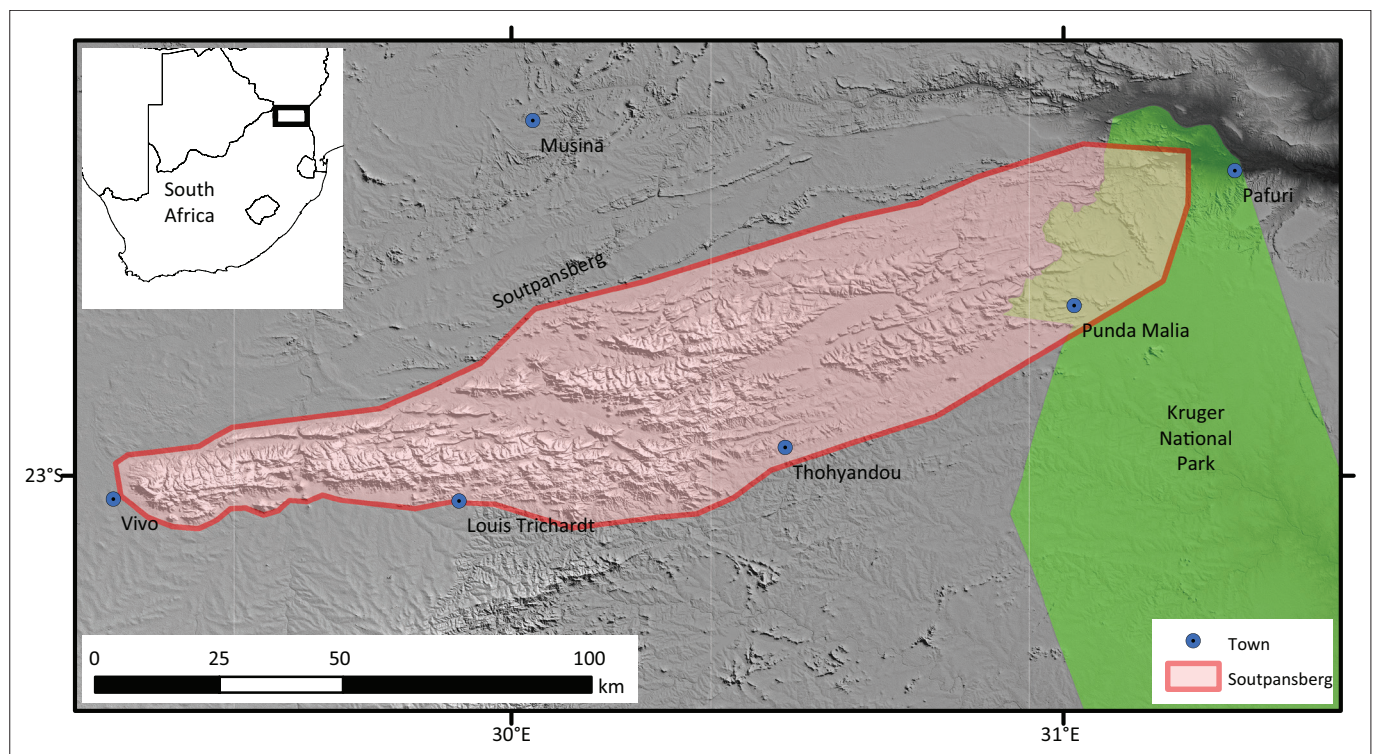 South
Africa
Musina
Pafuri
Soutpansberg
Punda Malia
Kruger
National
Park
Thohyandou
23°S
Vivo
Louis Trichardt
0 25 50 100
km
Town
Soutpansberg
30°E 31°E